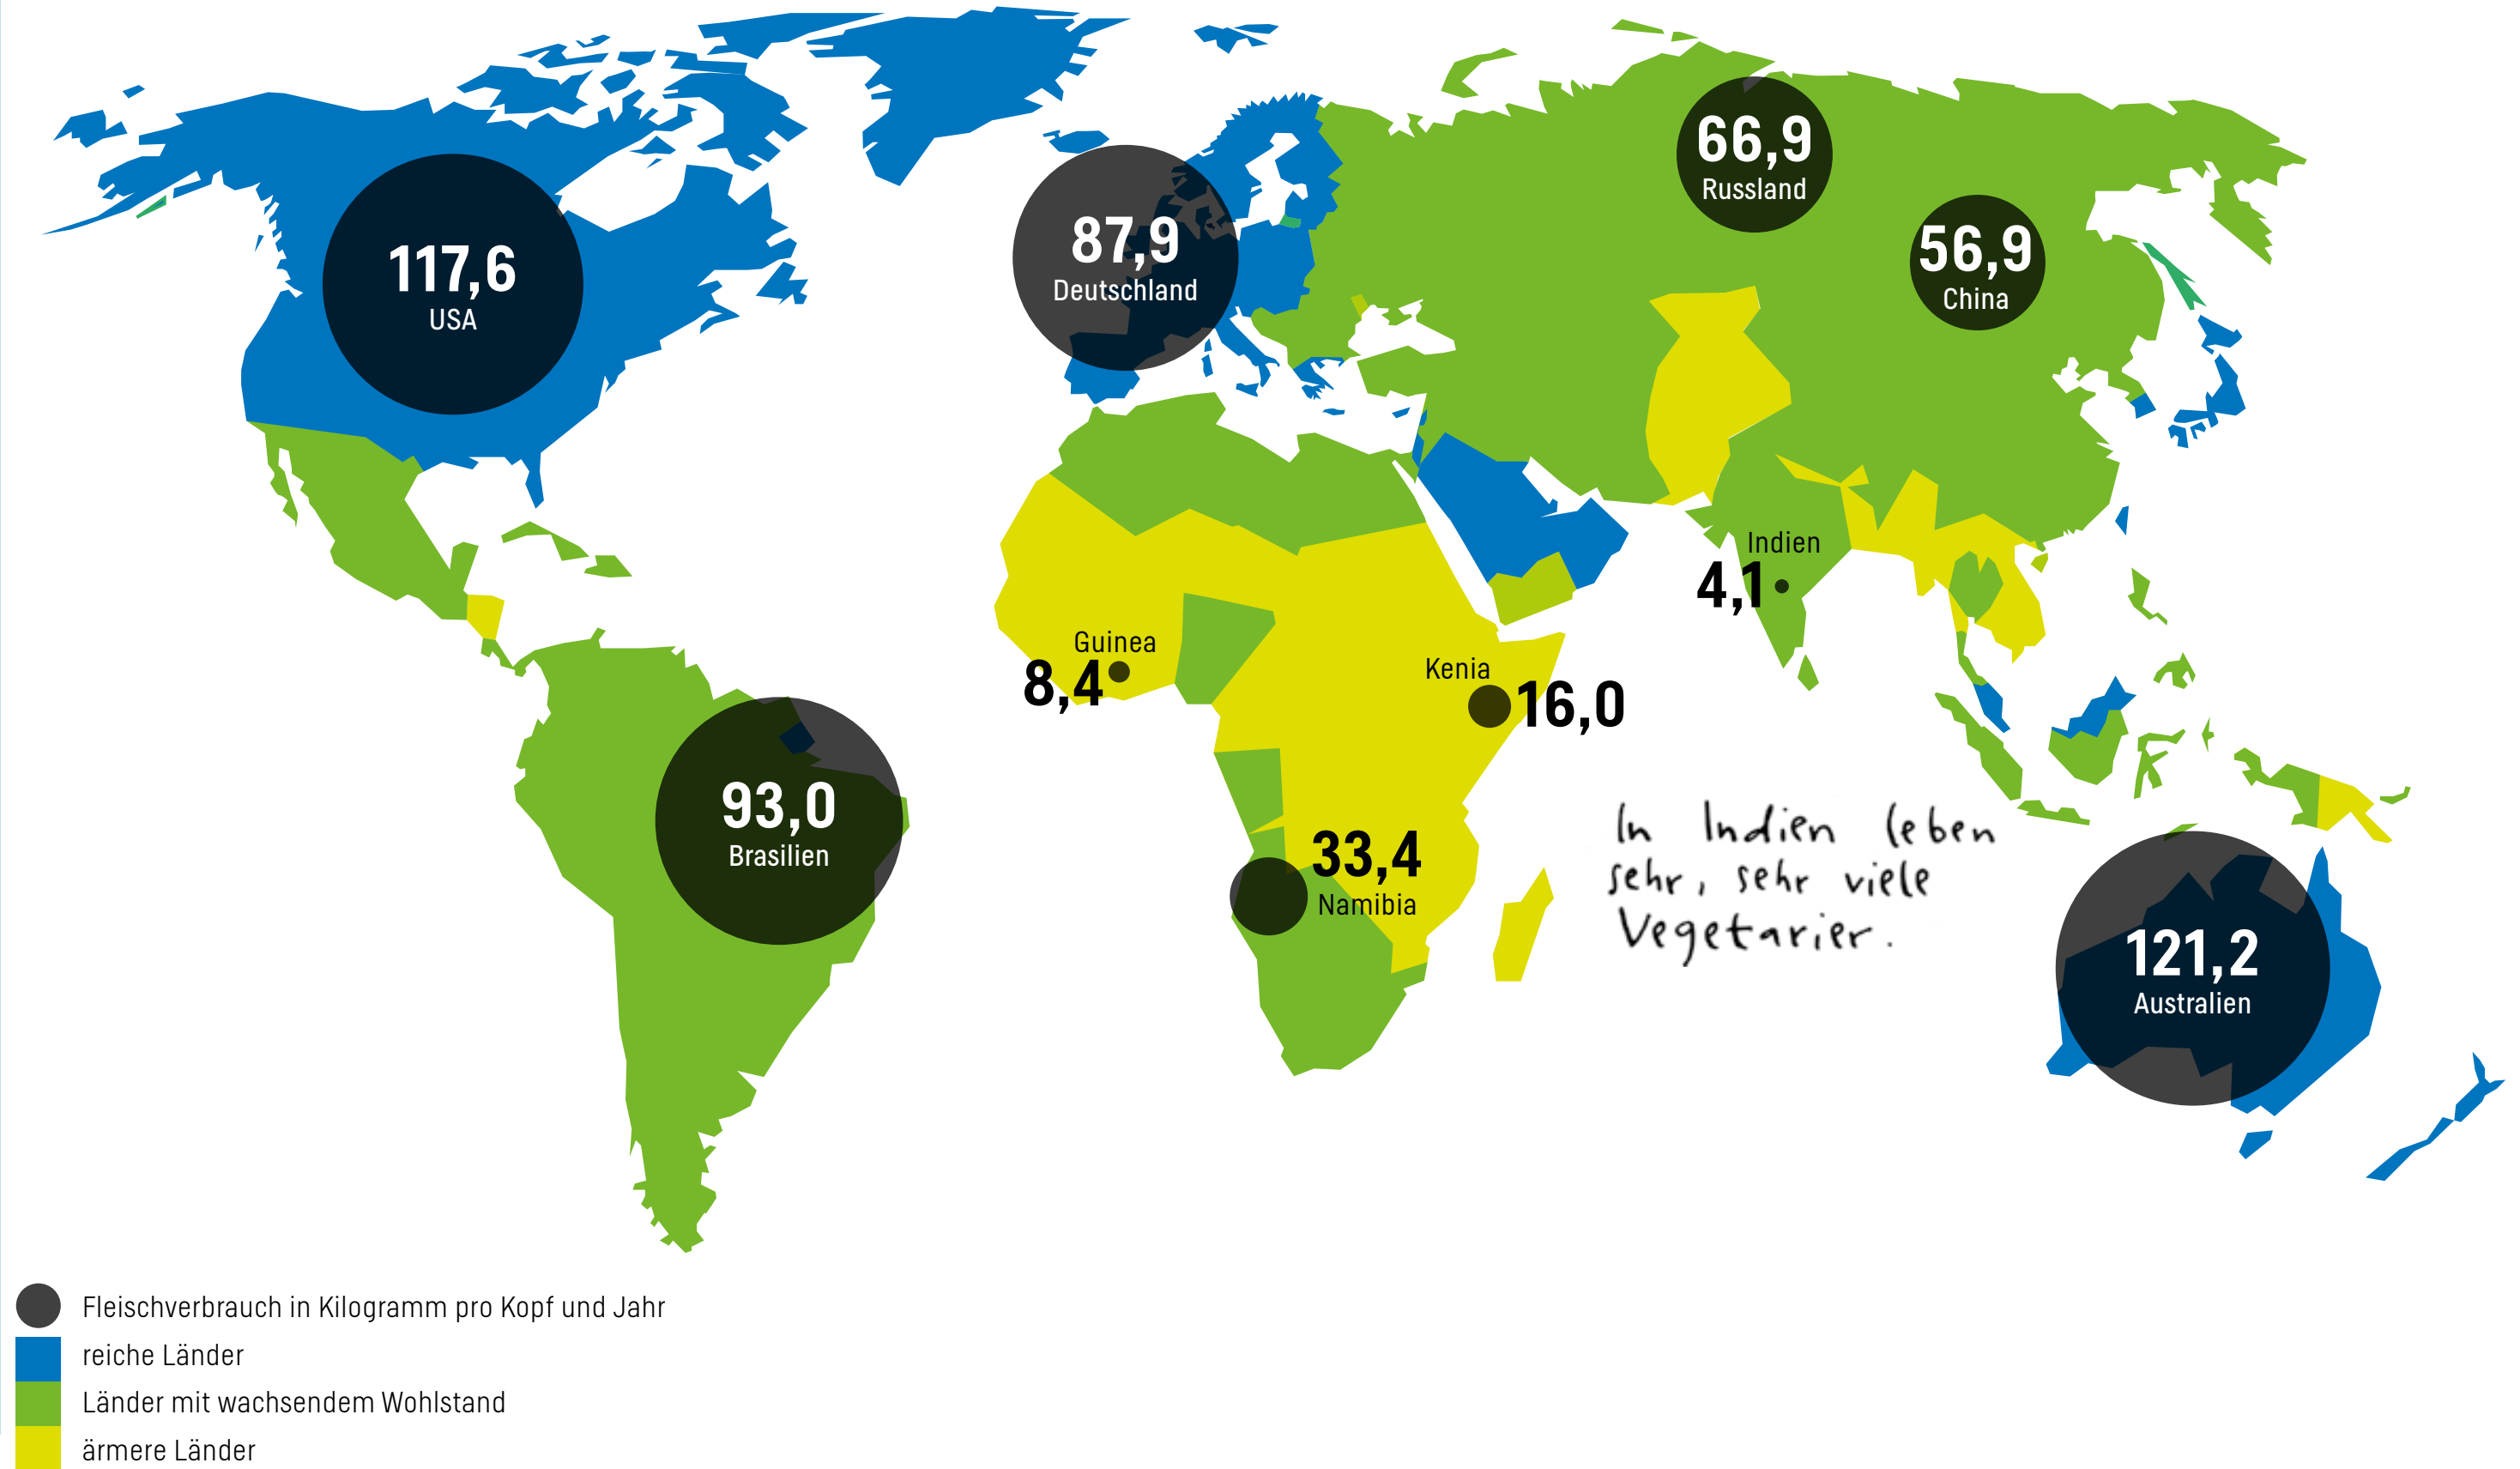 117,6
USA
87,9
Deutschland
66,9
Russland
56,9
China
Indien
4,1
Guinea
8,4
Kenia
16,0
93,0
Brasilien
33,4
Namibia
In Indien leben
sehr, sehr viele
Vegetarier.
121,2
Australien
Fleischverbrauch in Kilogramm pro Kopf und Jahr
reiche Länder
Länder mit wachsendem Wohlstand
ärmere Länder